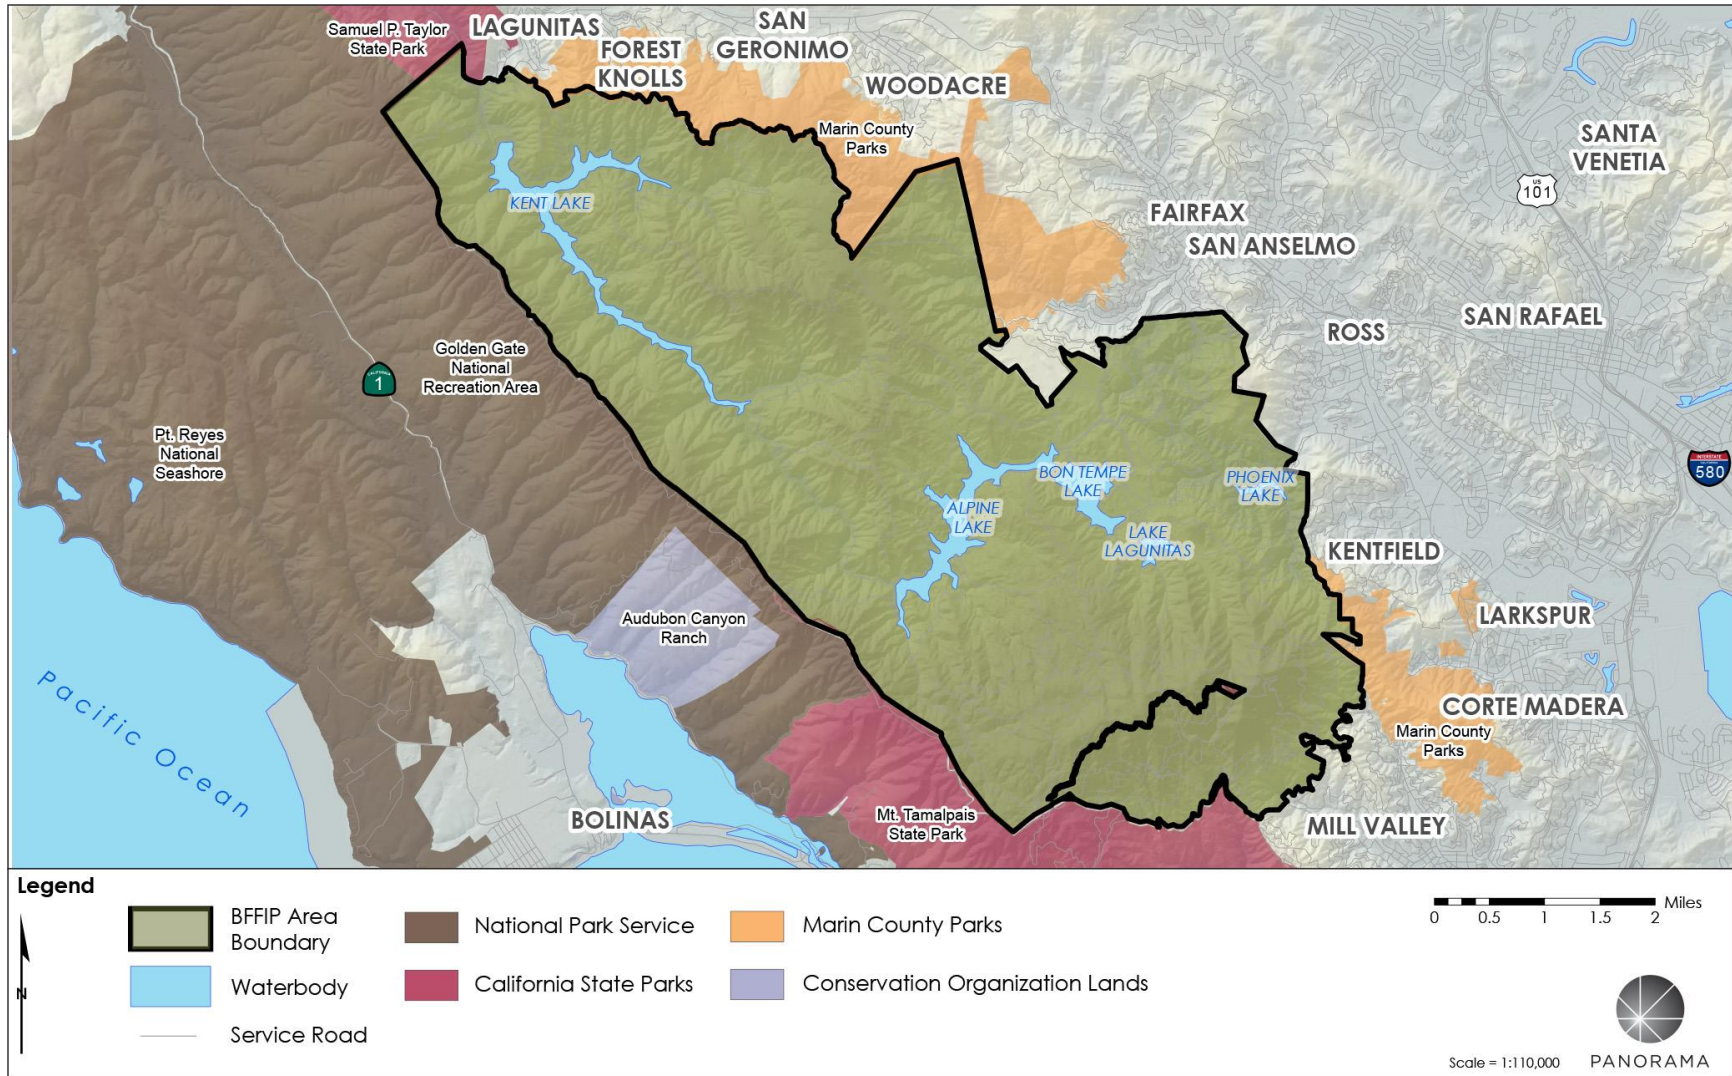 Samuel P. Taylor
State Park
LAGUNITAS
FOREST
KNOLLS
SAN
GERONIMO
WOODACRE
Marin County
Parks
SANTA
VENETIA
US
101
KENT LAKE
FAIRFAX
SAN ANSELMO
ROSS
SAN RAFAEL
Golden Gate
National
Recreation Area
CALIFORNIA
1
Pt. Reyes
National
Seashore
INTERSTATE
CALIFORNIA
580
BON TEMPE
LAKE
PHOENIX
LAKE
ALPINE
LAKE
LAKE
LAGUNITAS
KENTFIELD
Audubon Canyon
Ranch
LARKSPUR
Pacific Ocean
CORTE MADERA
Marin County
Parks
BOLINAS
Mt. Tamalpais
State Park
MILL VALLEY
Legend
N
BFFIP Area
Boundary
Waterbody
Service Road
National Park Service
California State Parks
Marin County Parks
Conservation Organization Lands
Miles
0 0.5 1 1.5 2
Scale = 1:110,000
PANORAMA